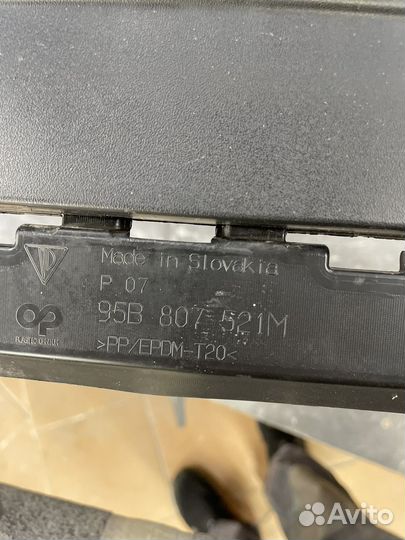 Made in Slovakia
P 07
95B 807 521M
>PP/EPDM-T20<
Avito